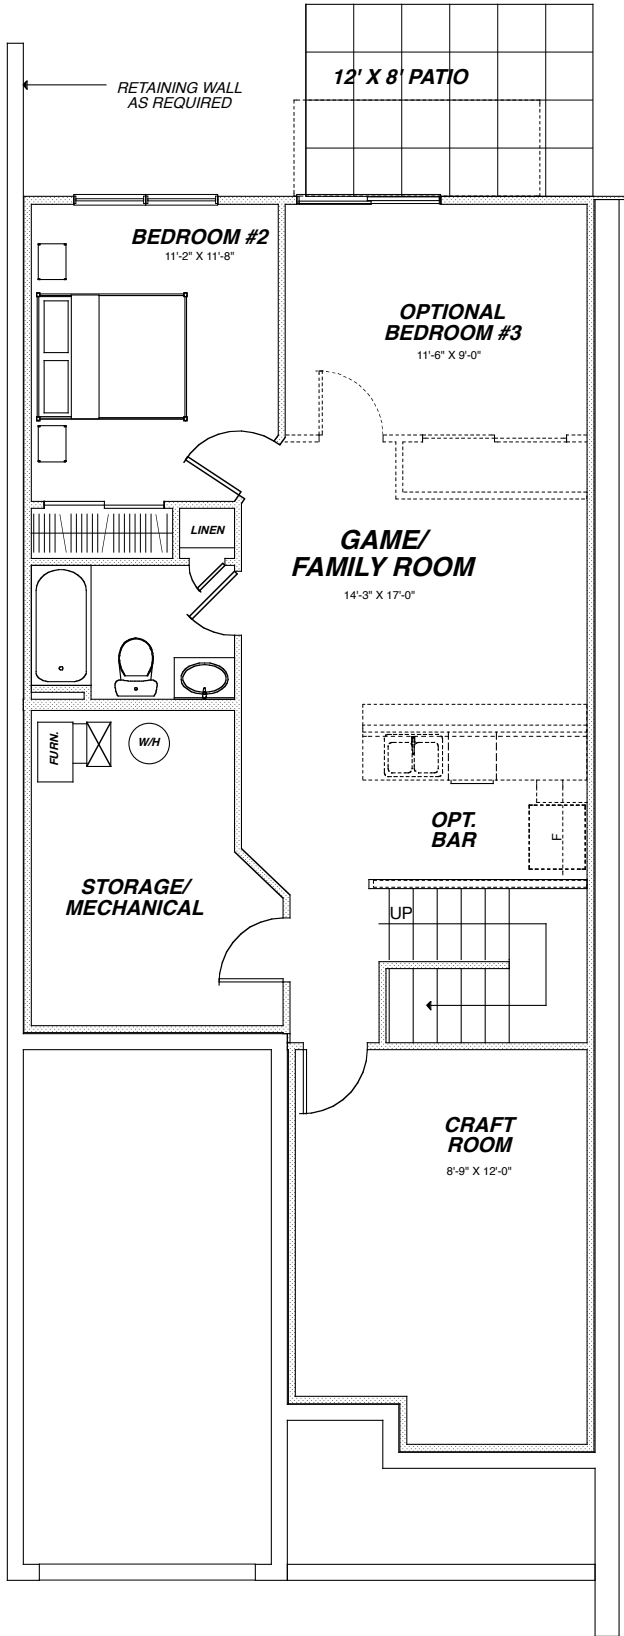 12' X 8' PATIO
RETAINING WALL
AS REQUIRED
BEDROOM #2
11'-2" X 11'-8"
OPTIONAL
BEDROOM #3
11'-6" X 9'-0"
LINEN
GAME/
FAMILY ROOM
14'-3" X 17'-0"
FURN.
W/H
OPT.
BAR
F
STORAGE/
MECHANICAL
UP
CRAFT
ROOM
8'-9" X 12'-0"